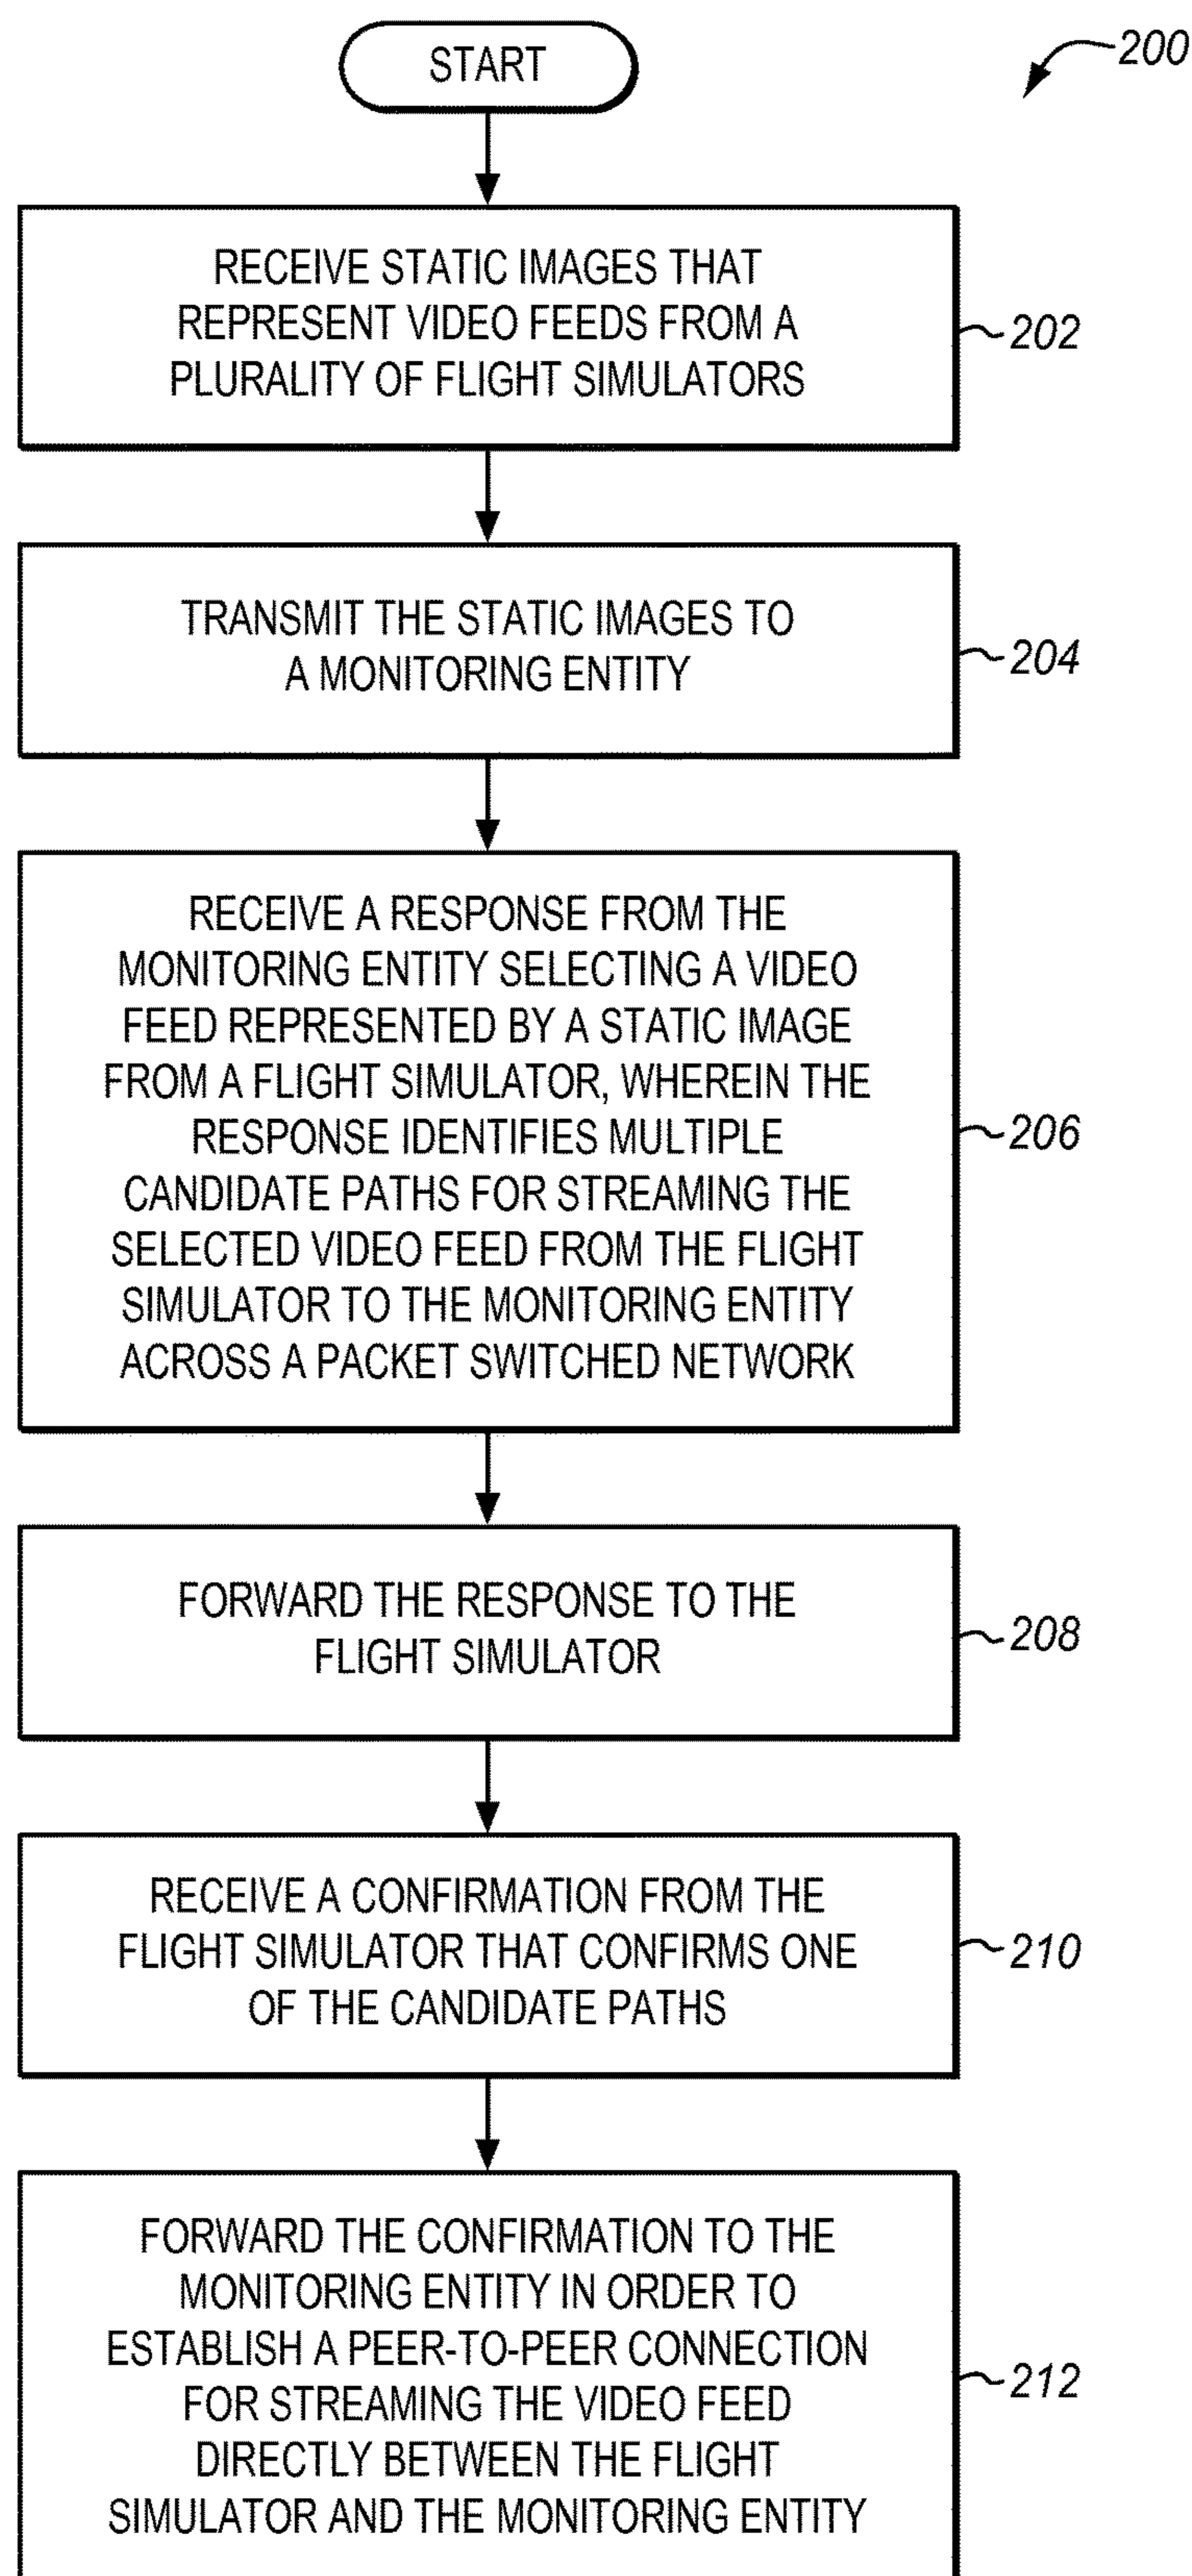 START
200
RECEIVE STATIC IMAGES THAT
REPRESENT VIDEO FEEDS FROM A
PLURALITY OF FLIGHT SIMULATORS
202
TRANSMIT THE STATIC IMAGES TO
A MONITORING ENTITY
204
RECEIVE A RESPONSE FROM THE
MONITORING ENTITY SELECTING A VIDEO
FEED REPRESENTED BY A STATIC IMAGE
FROM A FLIGHT SIMULATOR, WHEREIN THE
RESPONSE IDENTIFIES MULTIPLE
CANDIDATE PATHS FOR STREAMING THE
SELECTED VIDEO FEED FROM THE FLIGHT
SIMULATOR TO THE MONITORING ENTITY
ACROSS A PACKET SWITCHED NETWORK
206
FORWARD THE RESPONSE TO THE
FLIGHT SIMULATOR
208
RECEIVE A CONFIRMATION FROM THE
FLIGHT SIMULATOR THAT CONFIRMS ONE
OF THE CANDIDATE PATHS
210
FORWARD THE CONFIRMATION TO THE
MONITORING ENTITY IN ORDER TO
ESTABLISH A PEER-TO-PEER CONNECTION
FOR STREAMING THE VIDEO FEED
DIRECTLY BETWEEN THE FLIGHT
SIMULATOR AND THE MONITORING ENTITY
212